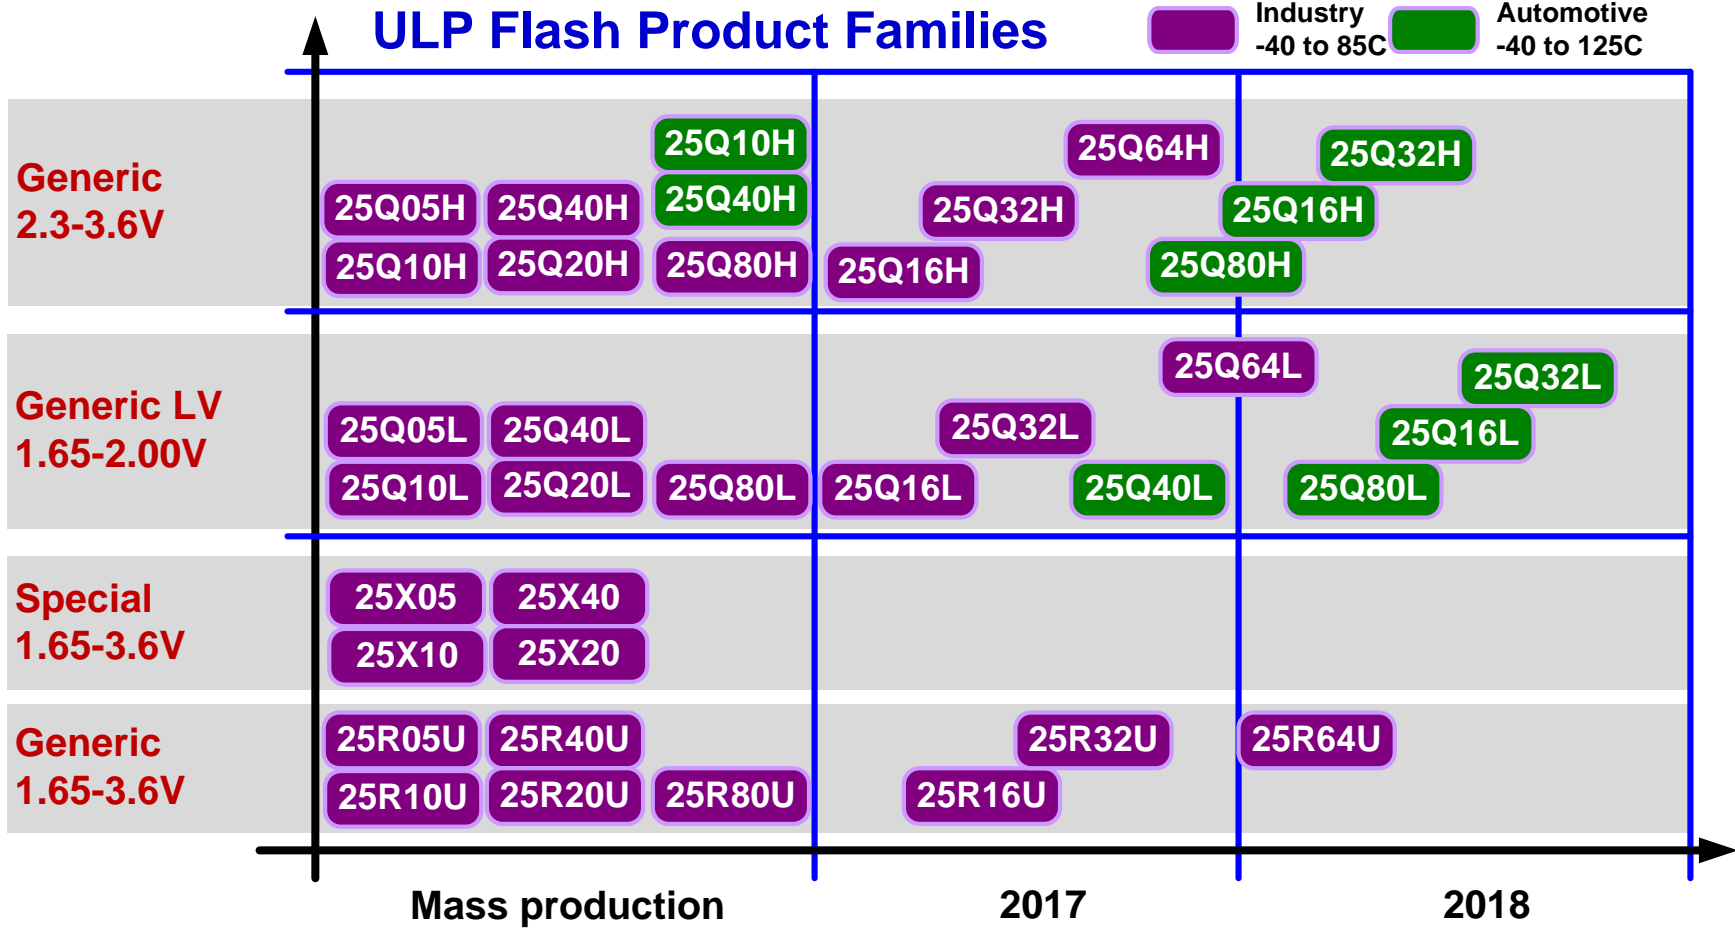 ULP Flash Product Families
Industry
-40 to 85C
Automotive
-40 to 125C
Generic
2.3-3.6V
25Q10H
25Q40H
25Q05H
25Q40H
25Q10H
25Q20H
25Q80H
25Q64H
25Q32H
25Q16H
25Q32H
25Q16H
25Q80H
Generic LV
1.65-2.00V
25Q05L
25Q40L
25Q10L
25Q20L
25Q80L
25Q64L
25Q32L
25Q16L
25Q40L
25Q32L
25Q16L
25Q80L
Special
1.65-3.6V
25X05
25X40
25X10
25X20
Generic
1.65-3.6V
25R05U
25R40U
25R10U
25R20U
25R80U
25R32U
25R16U
25R64U
Mass production
2017
2018